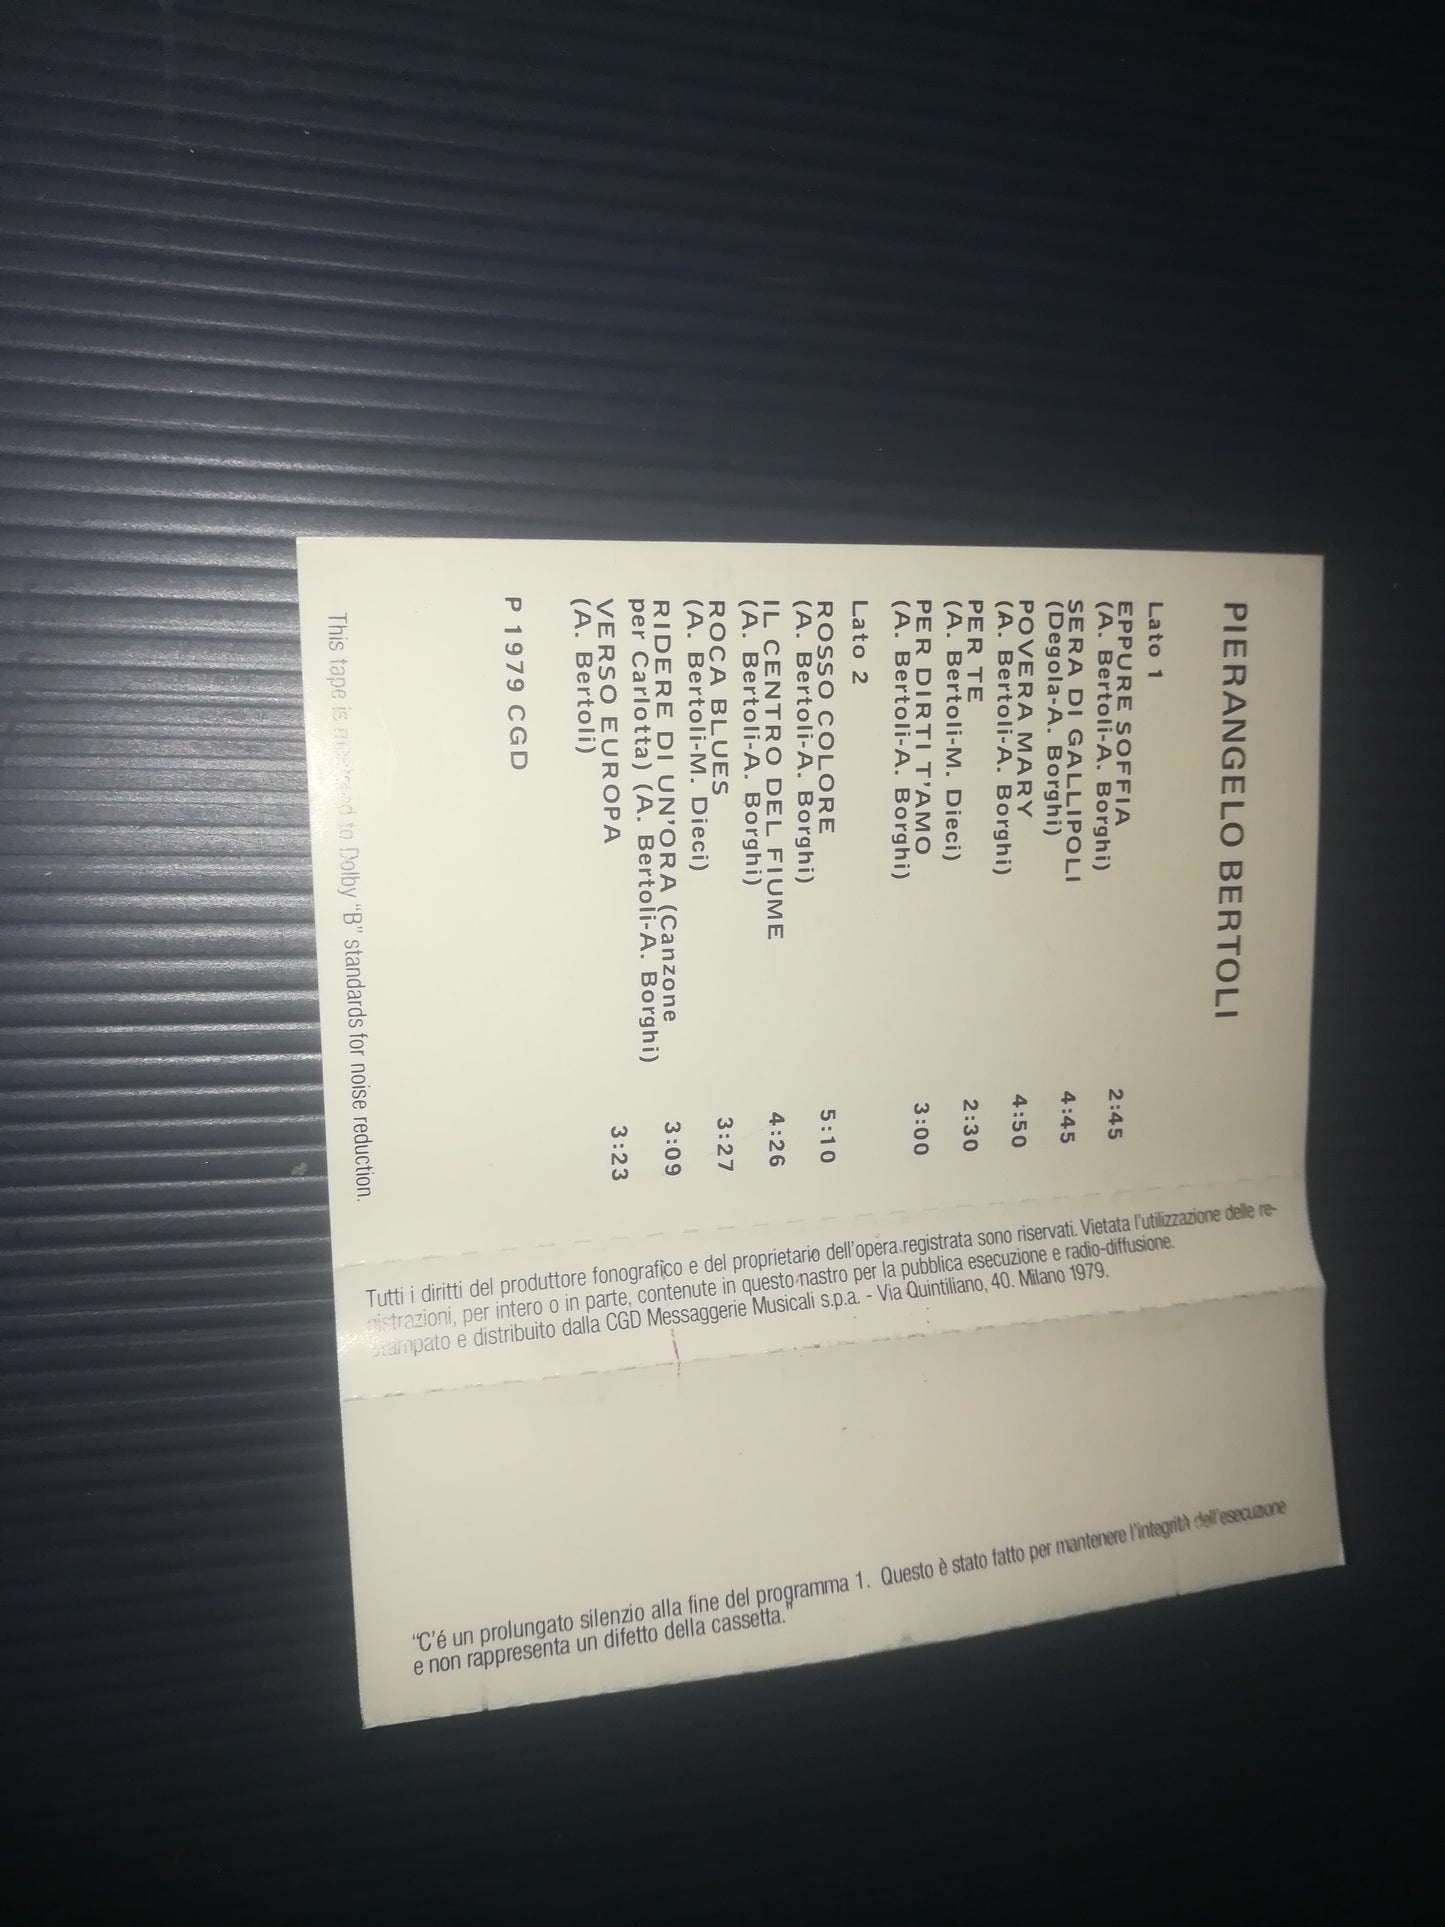 PIERANGELO BERTOLI
Lato 1
EPPURE SOFFIA
(A. Bertoli-A. Borghi) 2:45
SERA DI GALLIPOLI
(Degola-A. Borghi) 4:45
POVERA MARY
(A. Bertoli-A. Borghi) 4:50
PER TE
(A. Bertoli-M. Dieci) 2:30
PER DIRTI T'AMO
(A. Bertoli-A. Borghi) 3:00
Lato 2
ROSSO COLORE
(A. Bertoli-A. Borghi) 5:10
IL CENTRO DEL FIUME
(A. Bertoli-A. Borghi) 4:26
ROCA BLUES
(A. Bertoli-M. Dieci) 3:27
RIDERE DI UN'ORA (Canzone
per Carlotta) (A. Bertoli-A. Borghi) 3:09
VERSO EUROPA
(A. Bertoli) 3:23
P 1979 CGD
This tape is to Dolby "B" standards for noise reduction.
Tutti i diritti del produttore fonografico e del proprietario dell'opera registrata sono riservati. Vietata l'utilizzazione delle re-
gistrazioni, per intero o in parte, contenute in questo nastro per la pubblica esecuzione e radio-diffusione.
Stampato e distribuito dalla CGD Messaggerie Musicali s.p.a. - Via Quintiliano, 40. Milano 1979.
"C'é un prolungato silenzio alla fine del programma 1. Questo è stato fatto per mantenere l'integrità dell'esecuzione
e non rappresenta un difetto della cassetta."